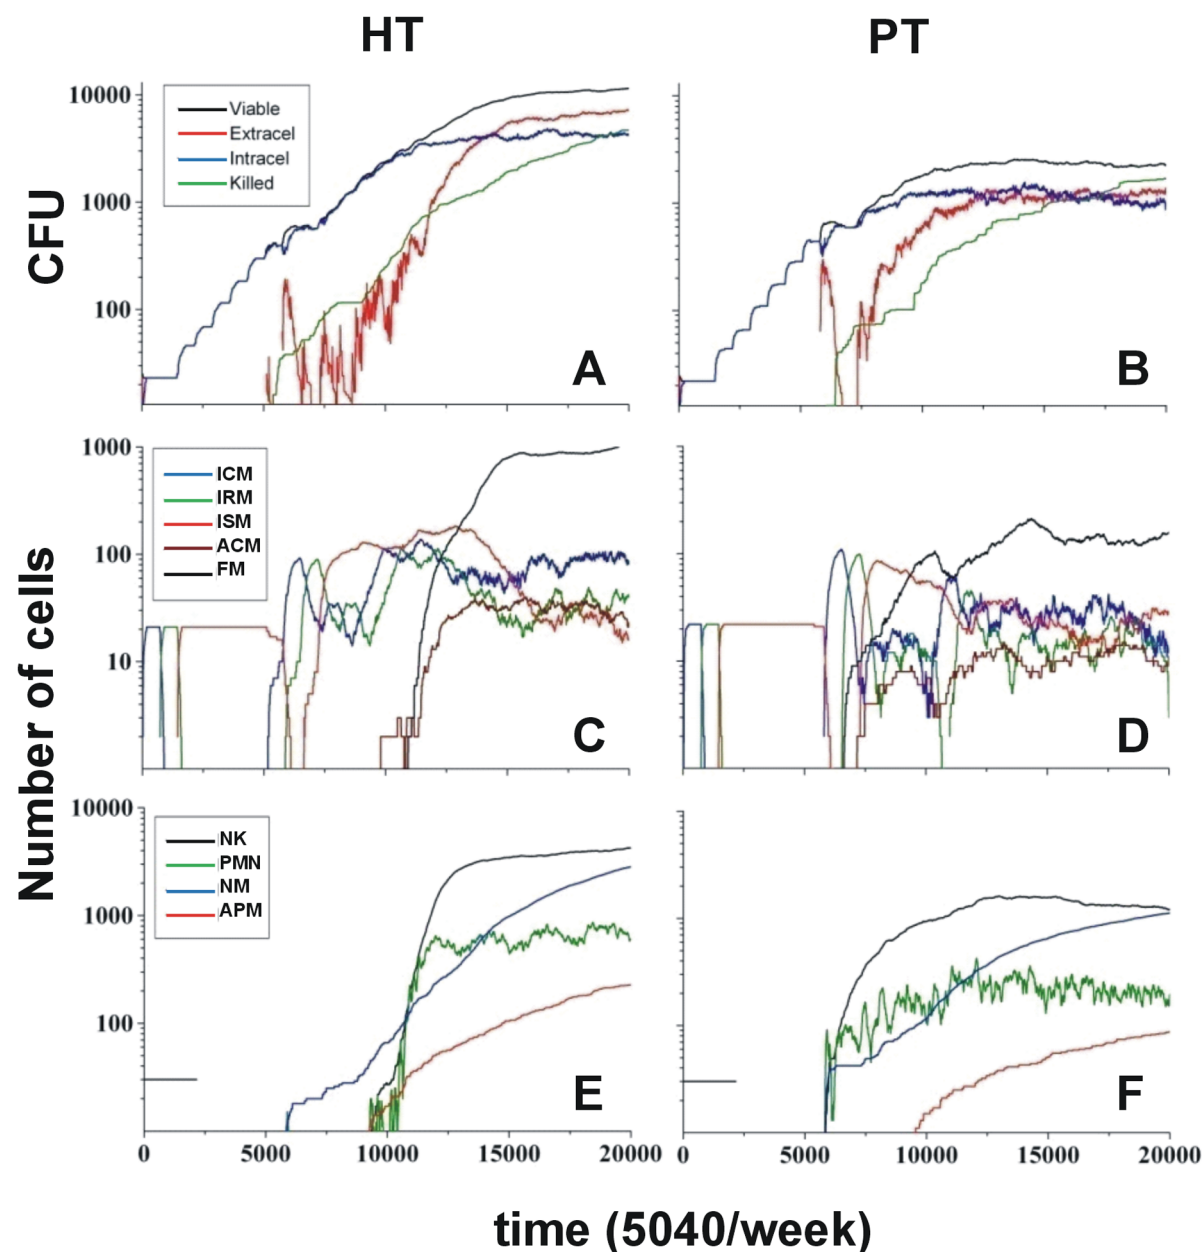 HT
PT
CFU
10000
1000
100
Viable
Extracel
Intracel
Killed
A
B
Number of cells
1000
100
10
ICM
IRM
ISM
ACM
FM
C
D
10000
1000
100
NK
PMN
NM
APM
E
F
0 5000 10000 15000 20000
0 5000 10000 15000 20000
time (5040/week)